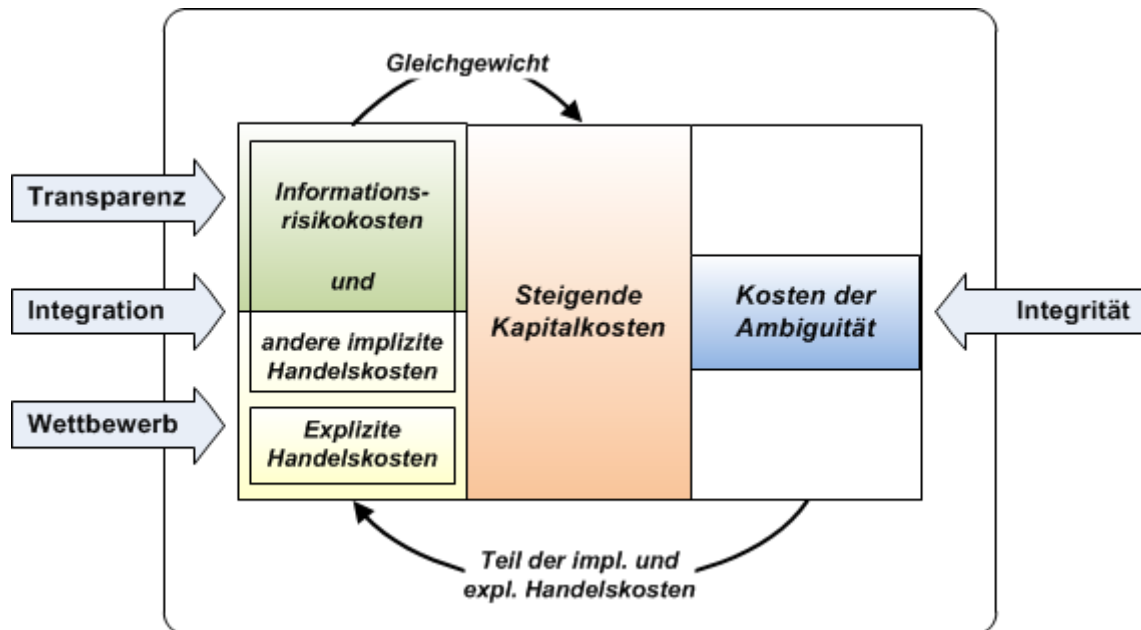 Gleichgewicht
Transparenz
Integration
Wettbewerb
Informations-
risikokosten
und
andere implizite
Handelskosten
Explizite
Handelskosten
Steigende
Kapitalkosten
Kosten der
Ambiguität
Integrität
Teil der impl. und
expl. Handelskosten